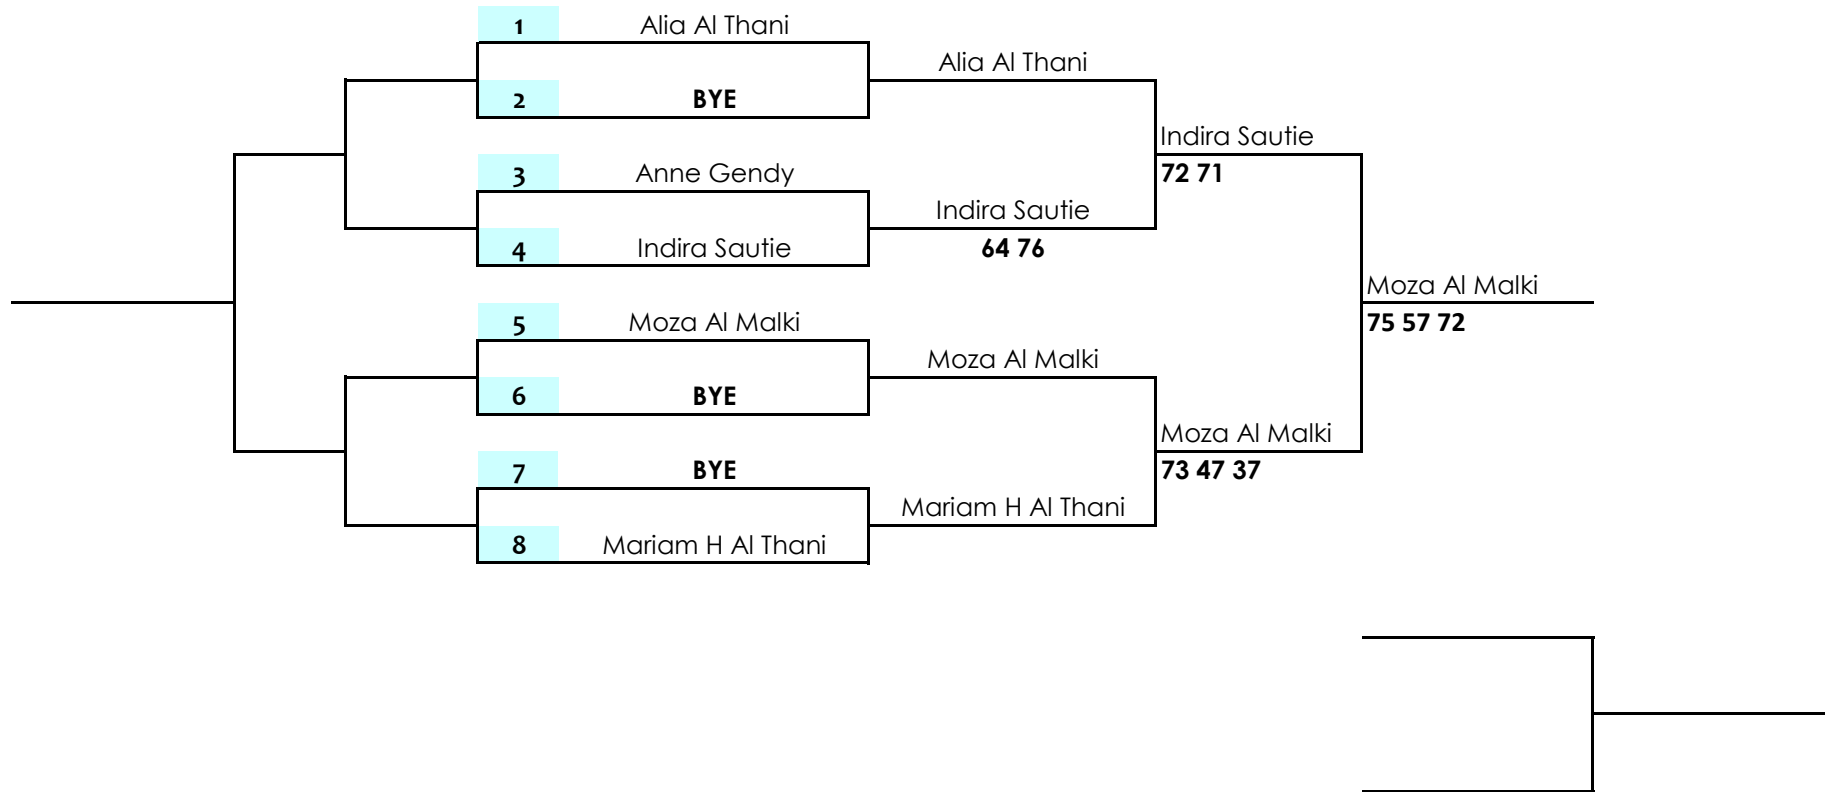 1 Alia Al Thani
Alia Al Thani
2 BYE
Indira Sautie
3 Anne Gendy
72 71
Indira Sautie
4 Indira Sautie
64 76
Moza Al Malki
5 Moza Al Malki
75 57 72
Moza Al Malki
6 BYE
Moza Al Malki
7 BYE
73 47 37
Mariam H Al Thani
8 Mariam H Al Thani